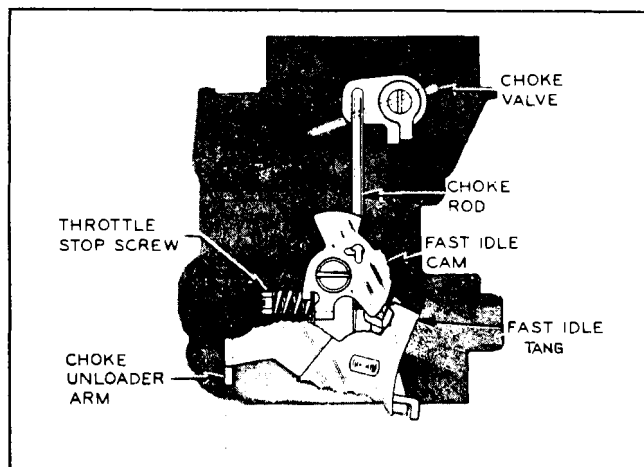 CHOKE
VALVE
CHOKE
ROD
THROTTLE
STOP SCREW
FAST IDLE
CAM
FAST IDLE
TANG
CHOKE
UNLOADER
ARM